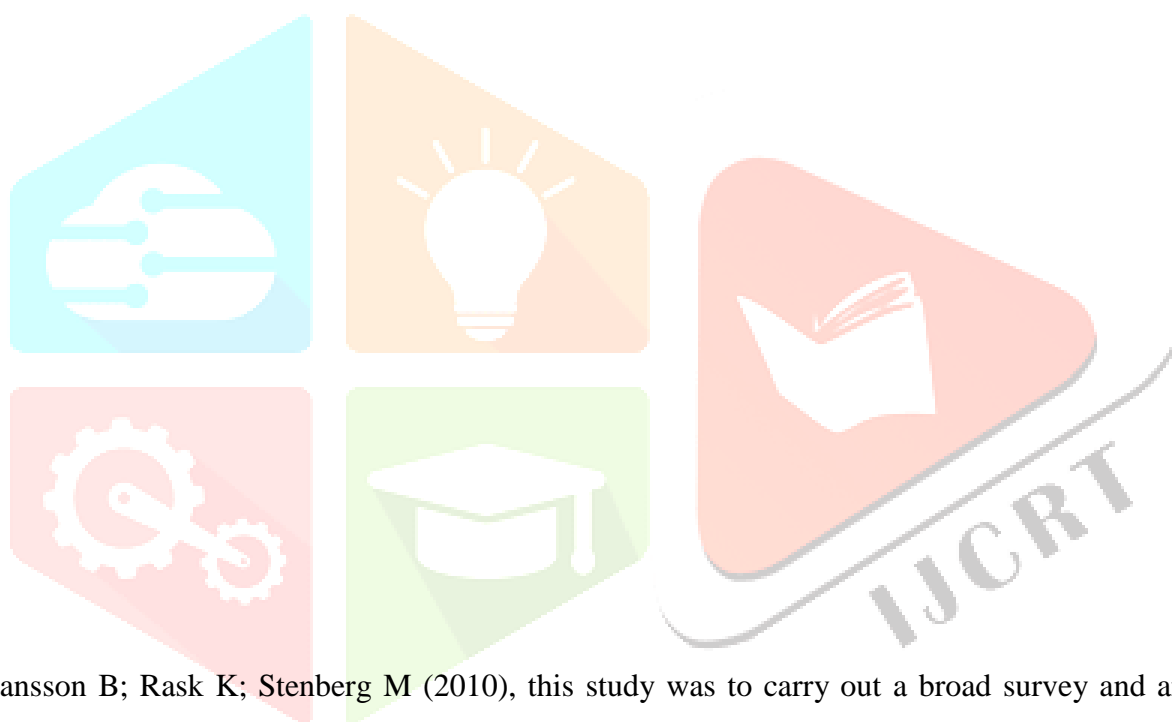 IJCRT
ansson B; Rask K; Stenberg M (2010), this study was to carry out a broad survey and a